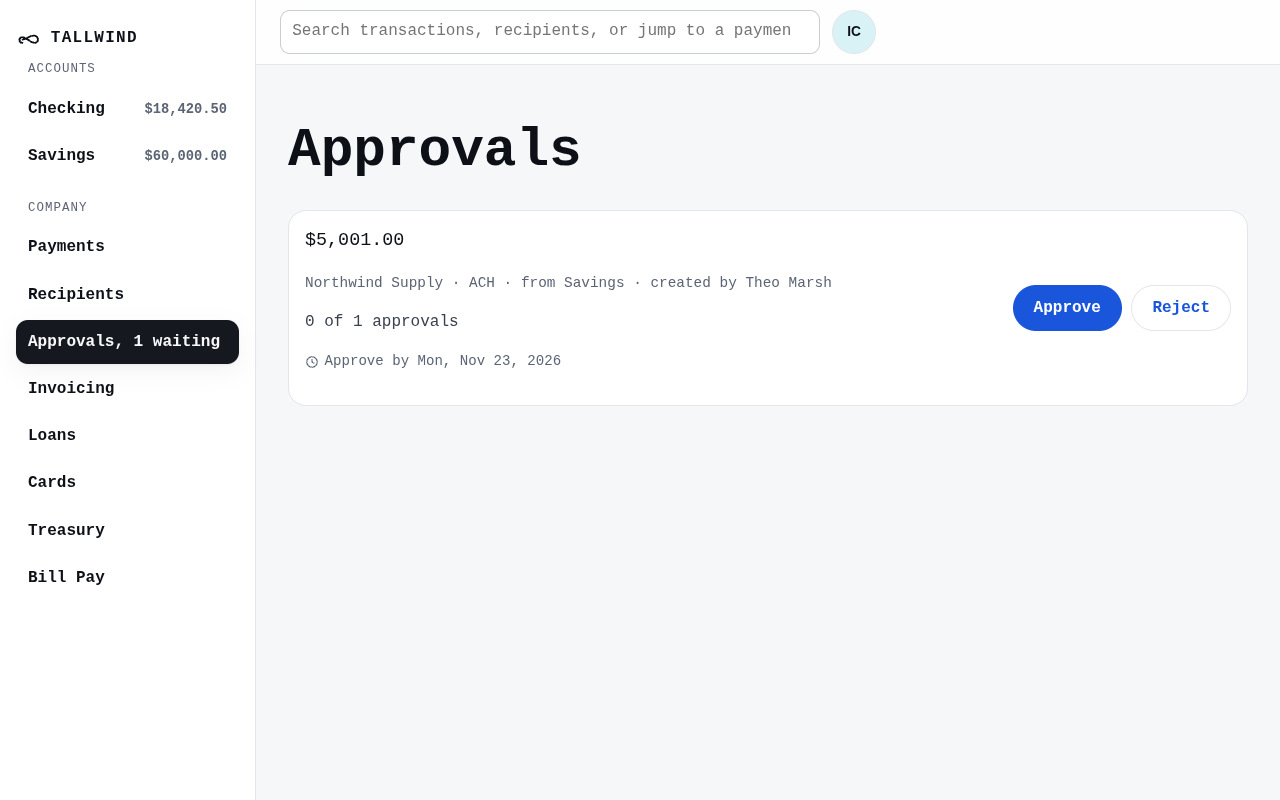 TALLWIND
ACCOUNTS
Checking $18,420.50
Savings $60,000.00
COMPANY
Payments
Recipients
Approvals, 1 waiting
Invoicing
Loans
Cards
Treasury
Bill Pay
Search transactions, recipients, or jump to a paymen
IC
Approvals
$5,001.00
Northwind Supply · ACH · from Savings · created by Theo Marsh
0 of 1 approvals
Approve by Mon, Nov 23, 2026
Approve
Reject